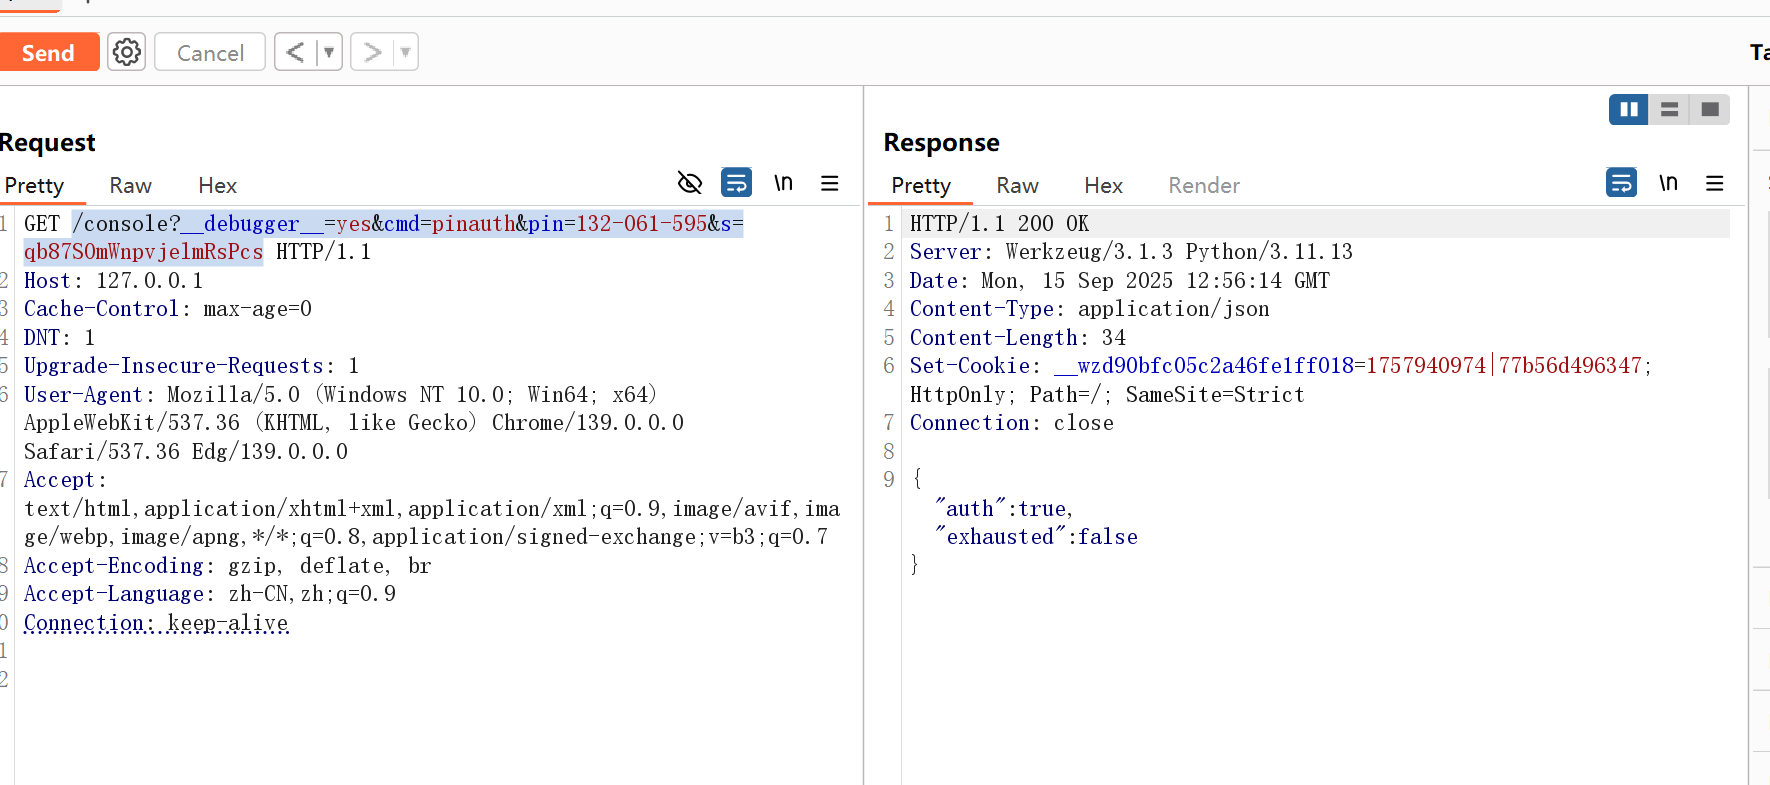 Send
Cancel
Request
Pretty Raw Hex
\n
1 GET /console?__debugger__=yes&cmd=pinauth&pin=132-061-595&s=
qb87SOmWnpvjelmRsPcs HTTP/1.1
2 Host: 127.0.0.1
3 Cache-Control: max-age=0
4 DNT: 1
5 Upgrade-Insecure-Requests: 1
6 User-Agent: Mozilla/5.0 (Windows NT 10.0; Win64; x64)
AppleWebKit/537.36 (KHTML, like Gecko) Chrome/139.0.0.0
Safari/537.36 Edg/139.0.0.0
7 Accept:
text/html,application/xhtml+xml,application/xml;q=0.9,image/avif,ima
ge/webp,image/apng,*/*;q=0.8,application/signed-exchange;v=b3;q=0.7
8 Accept-Encoding: gzip, deflate, br
9 Accept-Language: zh-CN,zh;q=0.9
0 Connection: keep-alive
1
2
Response
Pretty Raw Hex Render
\n
1 HTTP/1.1 200 OK
2 Server: Werkzeug/3.1.3 Python/3.11.13
3 Date: Mon, 15 Sep 2025 12:56:14 GMT
4 Content-Type: application/json
5 Content-Length: 34
6 Set-Cookie: __wzd90bfc05c2a46fe1ff018=1757940974|77b56d496347;
HttpOnly; Path=/; SameSite=Strict
7 Connection: close
8
9 {
"auth":true,
"exhausted":false
}